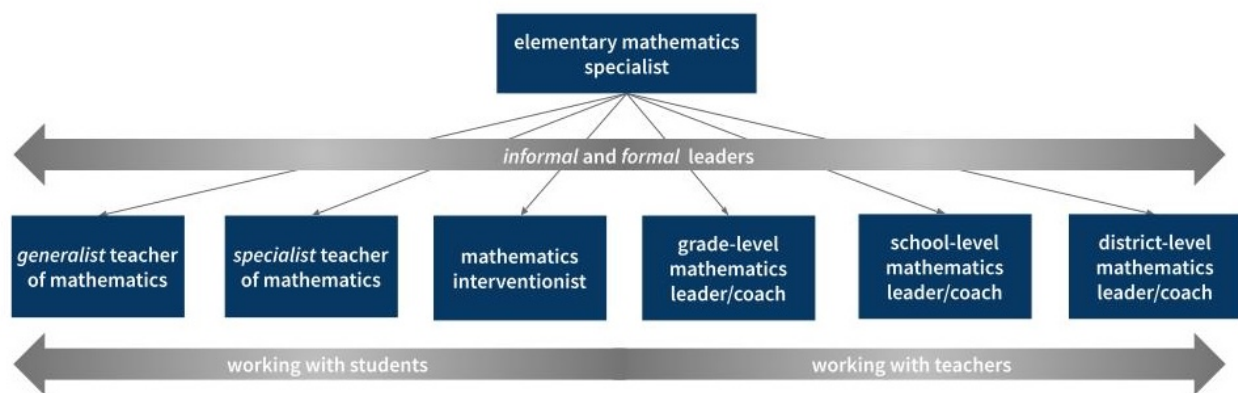 elementary mathematics
specialist
informal and formal leaders
generalist teacher
of mathematics
specialist teacher
of mathematics
mathematics
interventionist
grade-level
mathematics
leader/coach
school-level
mathematics
leader/coach
district-level
mathematics
leader/coach
working with students
working with teachers